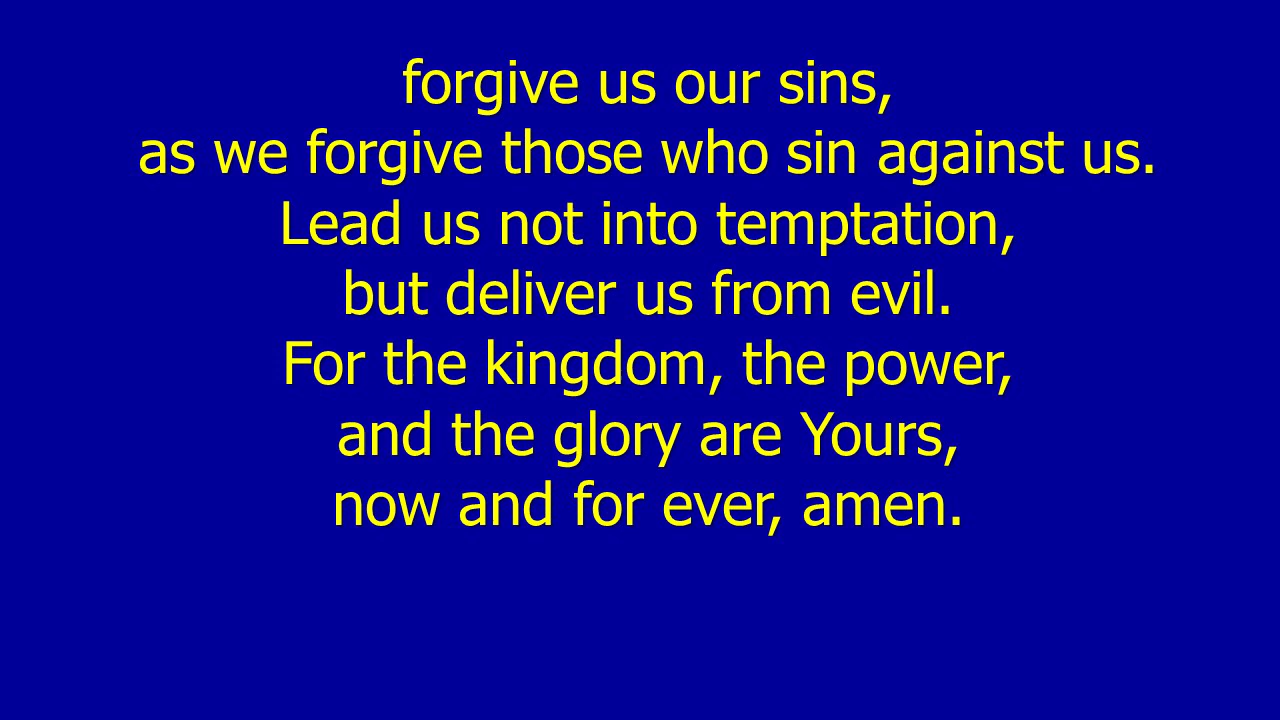 forgive us our sins,
as we forgive those who sin against us.
Lead us not into temptation,
but deliver us from evil.
For the kingdom, the power,
and the glory are Yours,
now and for ever, amen.